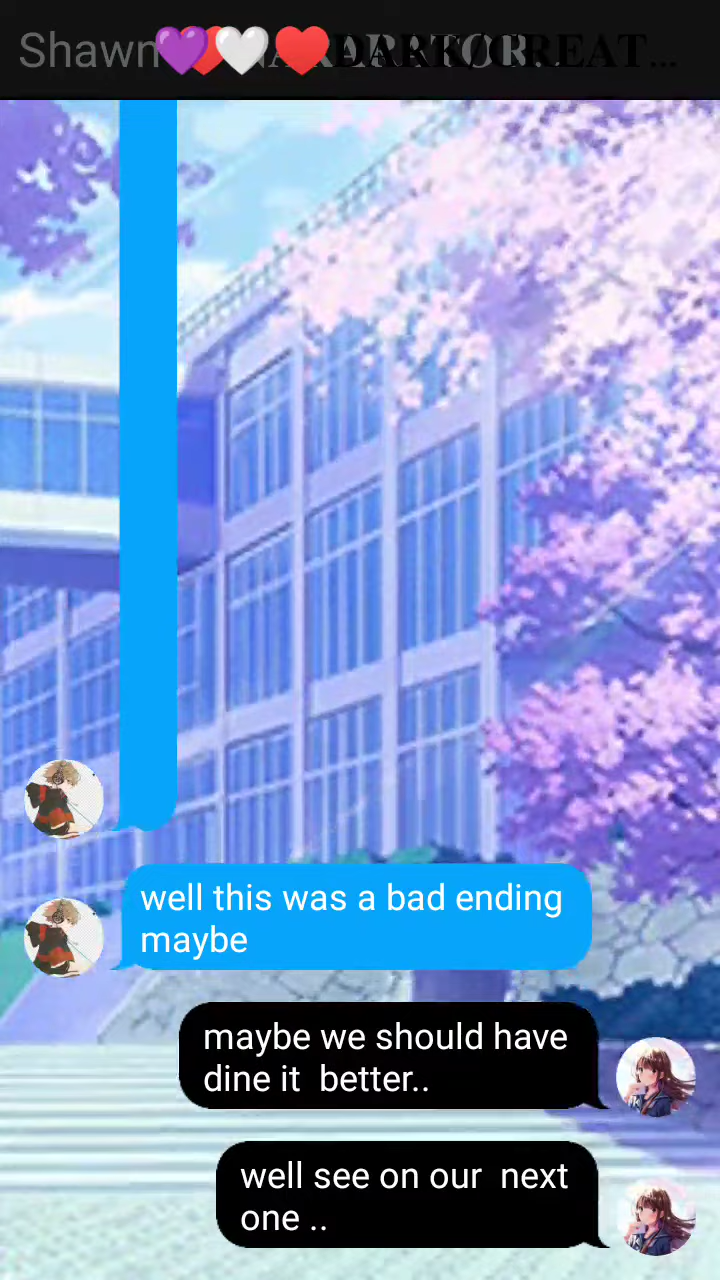 Shawn
well this was a bad ending
maybe
maybe we should have
dine it  better..
well see on our  next
one ..